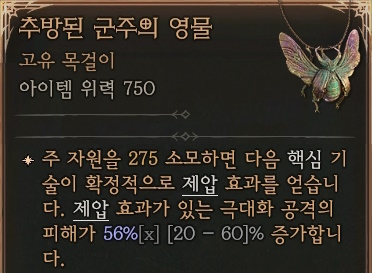 추방된 군주의 영물
고유 목걸이
아이템 위력 750
주 자원을 275 소모하면 다음 핵심 기
술이 확정적으로 제압 효과를 얻습니
다. 제압 효과가 있는 극대화 공격의
피해가 56%[x] [20 - 60]% 증가합니
다.